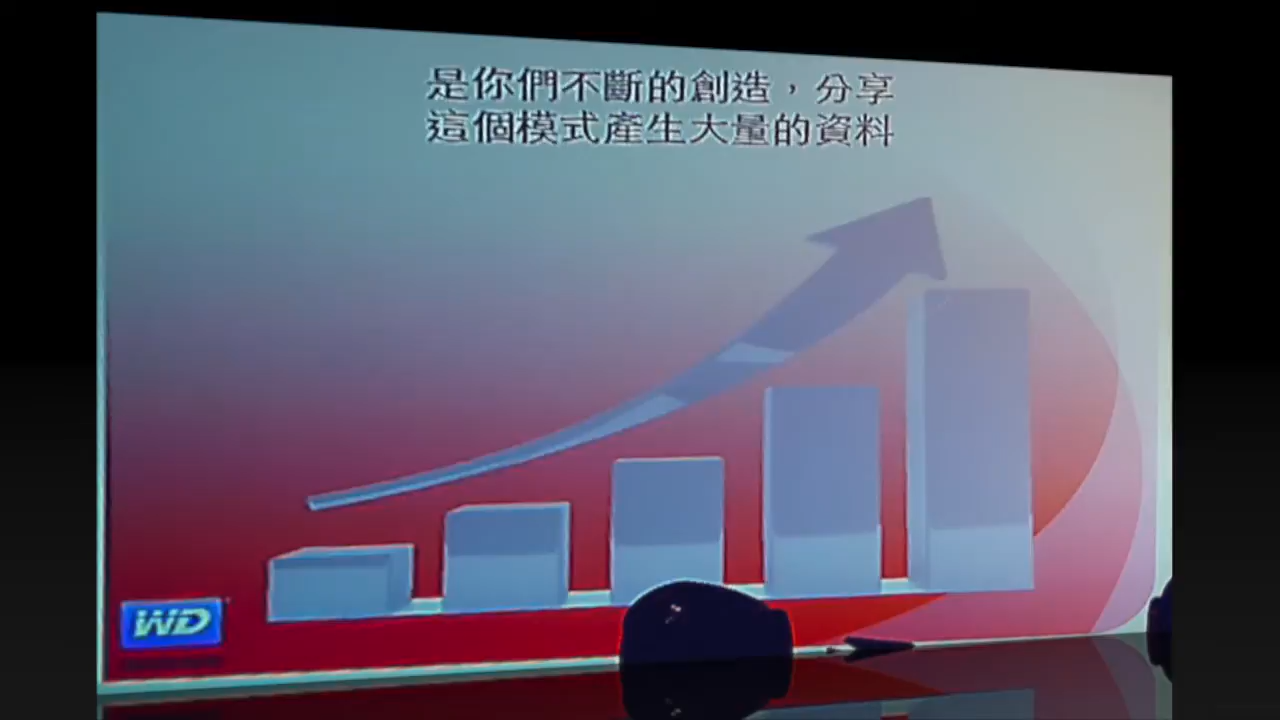 是你們不斷的創造，分享
這個模式產生大量的資料
WD